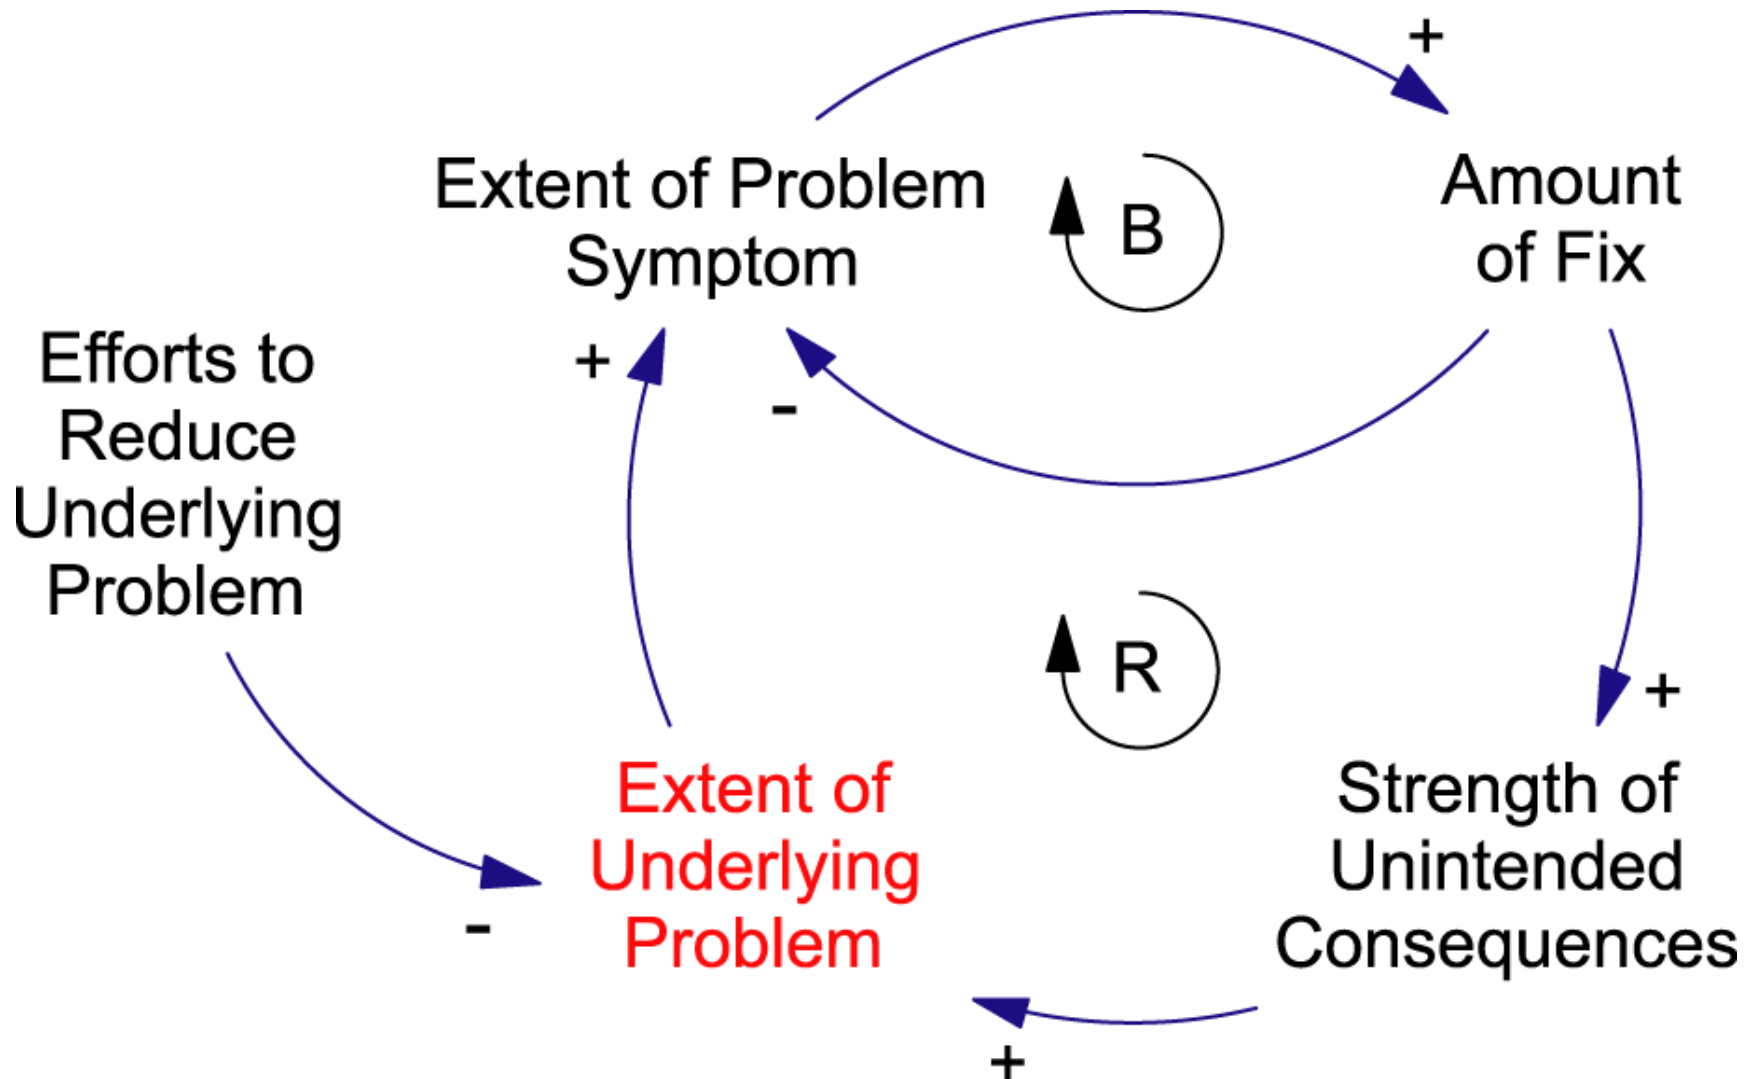 +
Extent of Problem
Symptom
B
Amount
of Fix
Efforts to
Reduce
Underlying
Problem
+
-
R
+
Extent of
Underlying
Problem
Strength of
Unintended
Consequences
-
+